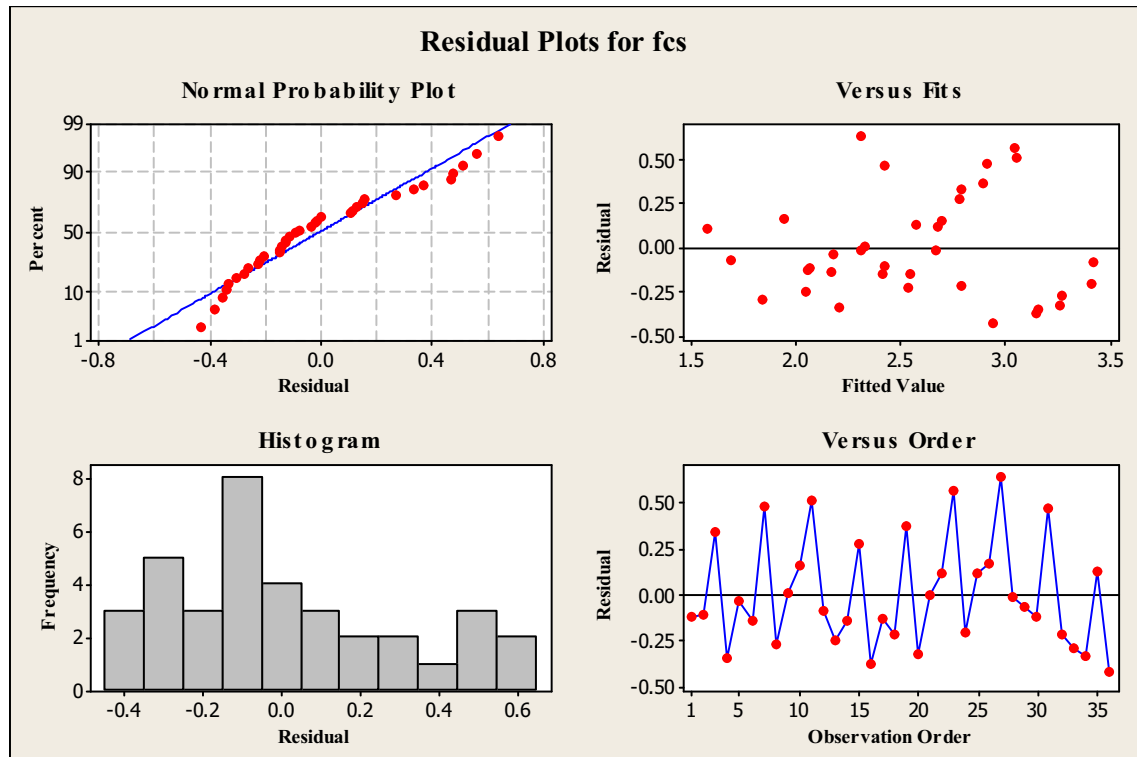 Residual Plots for fcs
Normal Probability Plot
99
90
50
10
1
Percent
-0.8 -0.4 0.0 0.4 0.8
Residual
Versus Fits
0.50
0.25
0.00
-0.25
-0.50
Residual
1.5 2.0 2.5 3.0 3.5
Fitted Value
Histogram
8
6
4
2
0
Frequency
-0.4 -0.2 0.0 0.2 0.4 0.6
Residual
Versus Order
0.50
0.25
0.00
-0.25
-0.50
Residual
1 5 10 15 20 25 30 35
Observation Order